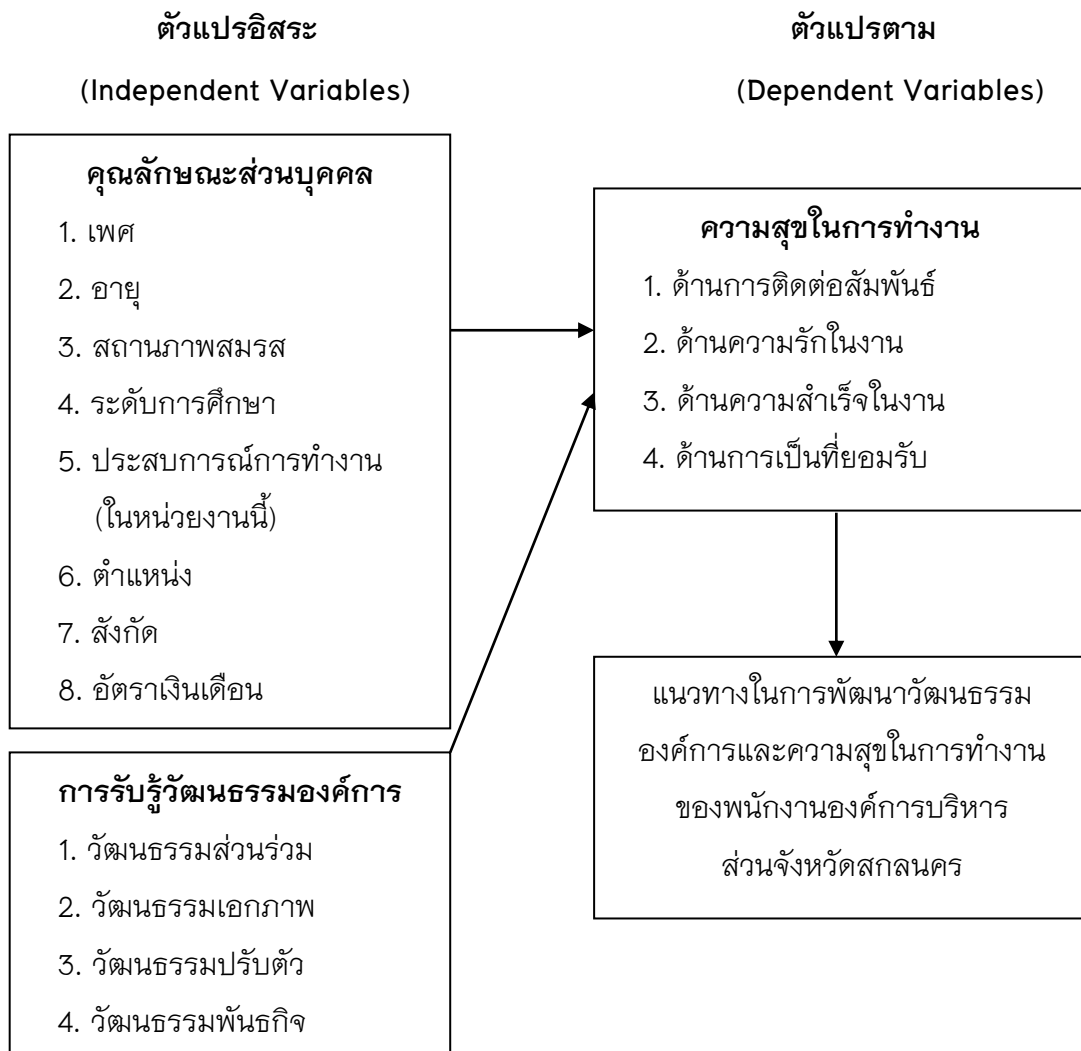 ตัวแปรอิสระ
(Independent Variables)
คุณลักษณะส่วนบุคคล
1. เพศ
2. อายุ
3. สถานภาพสมรส
4. ระดับการศึกษา
5. ประสบการณ์การทำงาน
(ในหน่วยงานนี้)
6. ตำแหน่ง
7. สังกัด
8. อัตราเงินเดือน
การรับรู้วัฒนธรรมองค์การ
1. วัฒนธรรมส่วนร่วม
2. วัฒนธรรมเอกภาพ
3. วัฒนธรรมปรับตัว
4. วัฒนธรรมพันธกิจ
ตัวแปรตาม
(Dependent Variables)
ความสุขในการทำงาน
1. ด้านการติดต่อสัมพันธ์
2. ด้านความรักในงาน
3. ด้านความสำเร็จในงาน
4. ด้านการเป็นที่ยอมรับ
แนวทางในการพัฒนาวัฒนธรรม
องค์การและความสุขในการทำงาน
ของพนักงานองค์การบริหาร
ส่วนจังหวัดสกลนคร